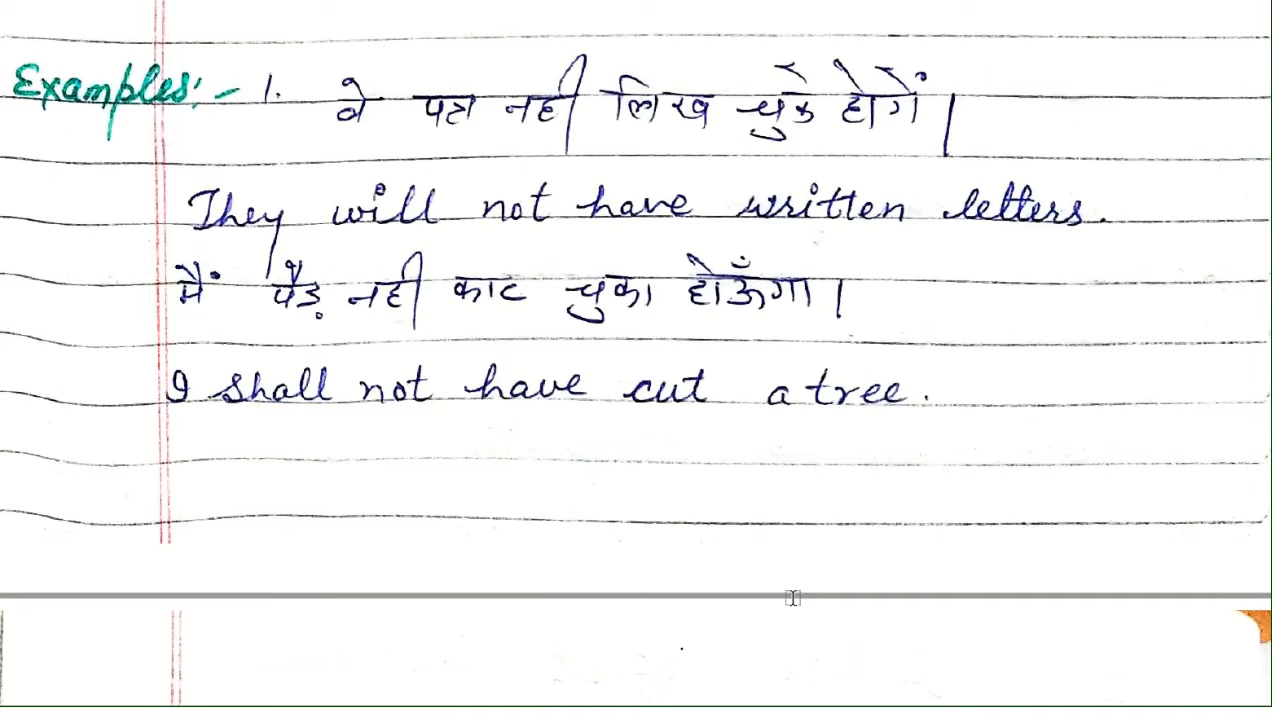 Examples:- 1. वे पत्र नही लिख चुके होगें।
They will not have written letters.
मैं पेड़ नही काट चुका होऊँगा।
I shall not have cut a tree.